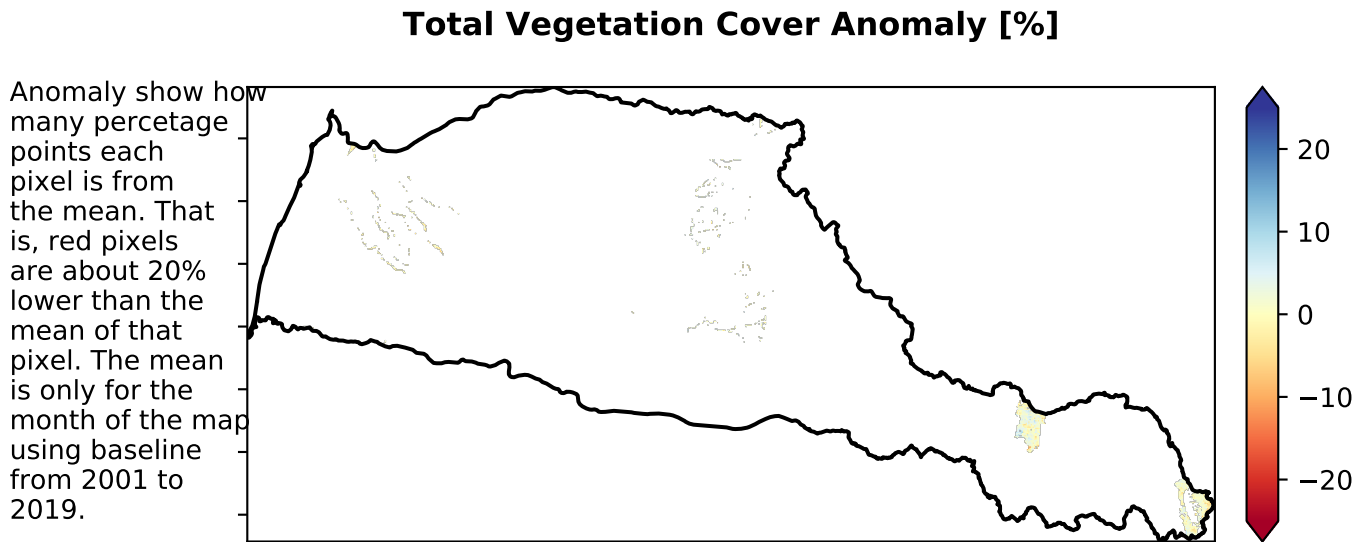 Total Vegetation Cover Anomaly [%]
Anomaly show how
many percetage
points each
pixel is from
the mean. That
is, red pixels
are about 20%
lower than the
mean of that
pixel. The mean
is only for the
month of the map
using baseline
from 2001 to
2019.
20
10
0
−10
−20